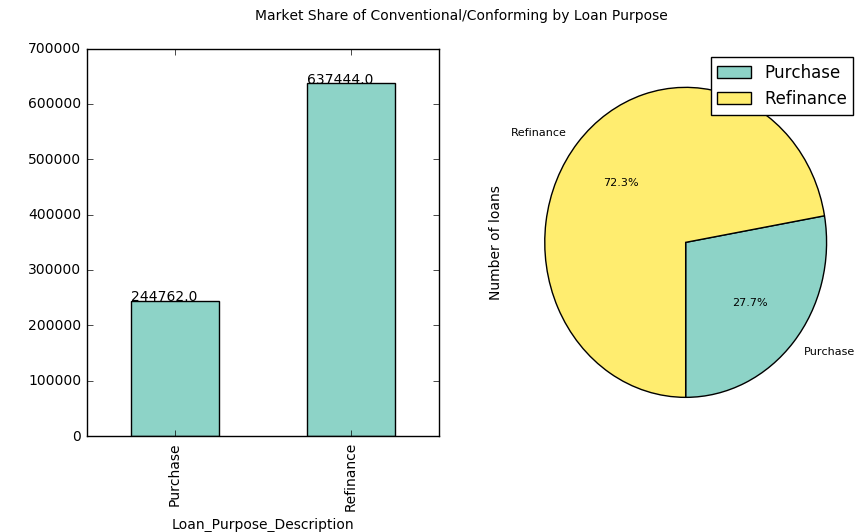 Market Share of Conventional/Conforming by Loan Purpose
700000
600000
500000
400000
300000
200000
100000
0
244762.0
637444.0
Purchase
Refinance
Loan_Purpose_Description
Number of loans
Purchase
Refinance
Refinance
72.3%
27.7%
Purchase